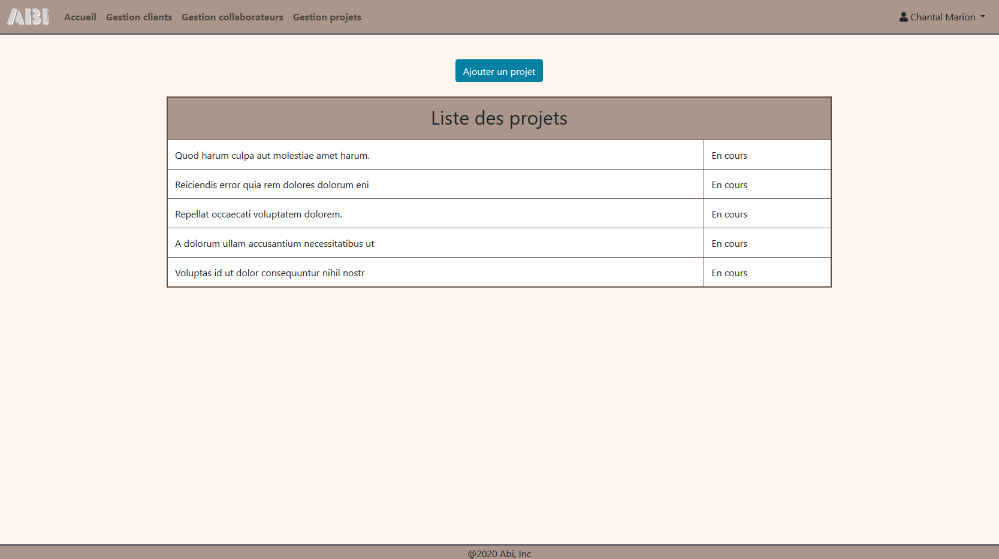 ABI Accueil Gestion clients Gestion collaborateurs Gestion projets Chantal Marion
Ajouter un projet
Liste des projets
Quod harum culpa aut molestiae amet harum. En cours
Reiciendis error quia rem dolores dolorum eni En cours
Repellat occaecati voluptatem dolorem. En cours
A dolorum ullam accusantium necessitatibus ut En cours
Voluptas id ut dolor consequuntur nihil nostr En cours
@2020 Abi, Inc